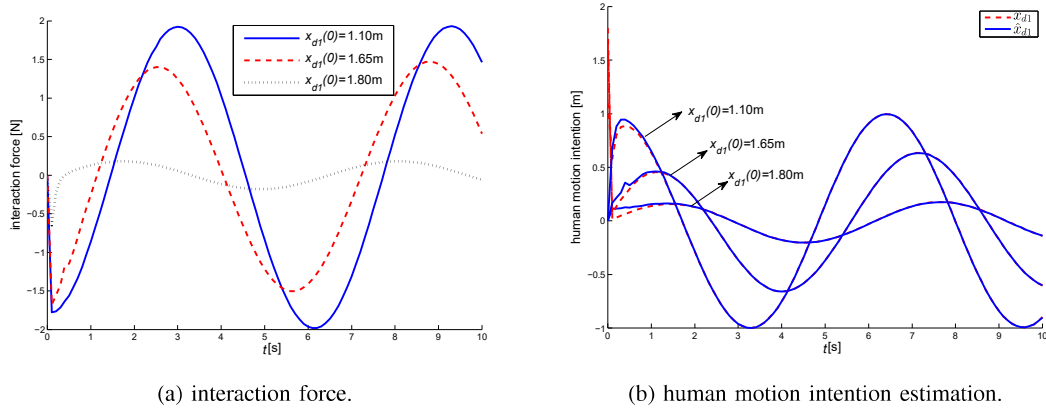 2
1.5
1
0.5
0
−0.5
−1
−1.5
−2
interaction force [N]
x_{d1}(0)=1.10m
x_{d1}(0)=1.65m
x_{d1}(0)=1.80m
0 1 2 3 4 5 6 7 8 9 10
t[s]
(a) interaction force.
2
1.5
1
0.5
0
−0.5
−1
human motion intention [m]
x_{d1}
x̂_{d1}
x_{d1}(0)=1.10m
x_{d1}(0)=1.65m
x_{d1}(0)=1.80m
0 1 2 3 4 5 6 7 8 9 10
t[s]
(b) human motion intention estimation.